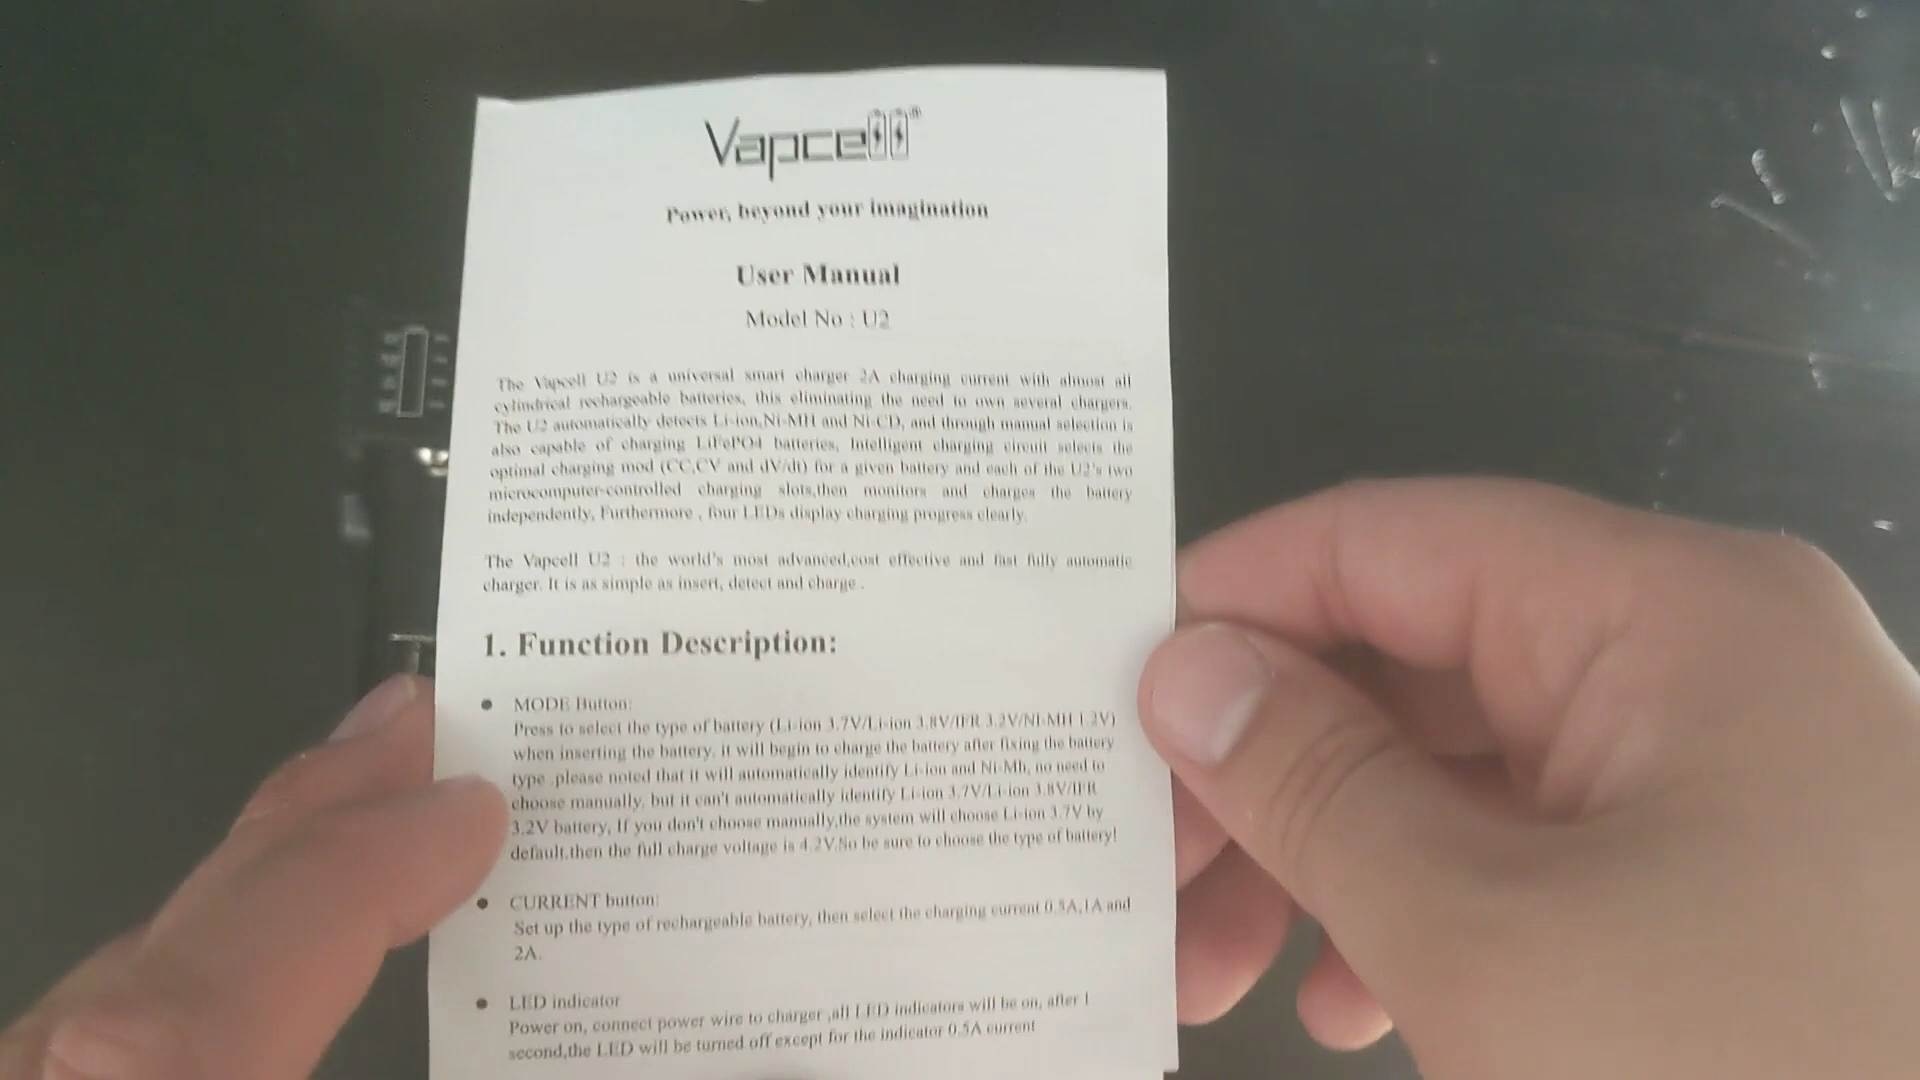 Vapcell®
Power, beyond your imagination
User Manual
Model No : U2
The Vapcell U2 is a universal smart charger 2A charging current with almost all
cylindrical rechargeable batteries, this eliminating the need to own several chargers.
The U2 automatically detects Li-ion,Ni-MH and Ni-CD, and through manual selection is
also capable of charging LiFePO4 batteries, Intelligent charging circuit selects the
optimal charging mod (CC,CV and dV/dt) for a given battery and each of the U2's two
microcomputer-controlled charging slots,then monitors and charges the battery
independently, Furthermore , four LEDs display charging progress clearly.
The Vapcell U2 : the world's most advanced,cost effective and fast fully automatic
charger. It is as simple as insert, detect and charge .
1. Function Description:
● MODE Button:
Press to select the type of battery (Li-ion 3.7V/Li-ion 3.8V/IFR 3.2V/NI-MH 1.2V)
when inserting the battery, it will begin to charge the battery after fixing the battery
type .please noted that it will automatically identify Li-ion and Ni-Mh, no need to
choose manually, but it can't automatically identify Li-ion 3.7V/Li-ion 3.8V/IFR
3.2V battery, If you don't choose manually,the system will choose Li-ion 3.7V by
default.then the full charge voltage is 4.2V.So be sure to choose the type of battery!
● CURRENT button:
Set up the type of rechargeable battery, then select the charging current 0.5A,1A and
2A.
● LED indicator
Power on, connect power wire to charger ,all LED indicators will be on, after 1
second,the LED will be turned off except for the indicator 0.5A current